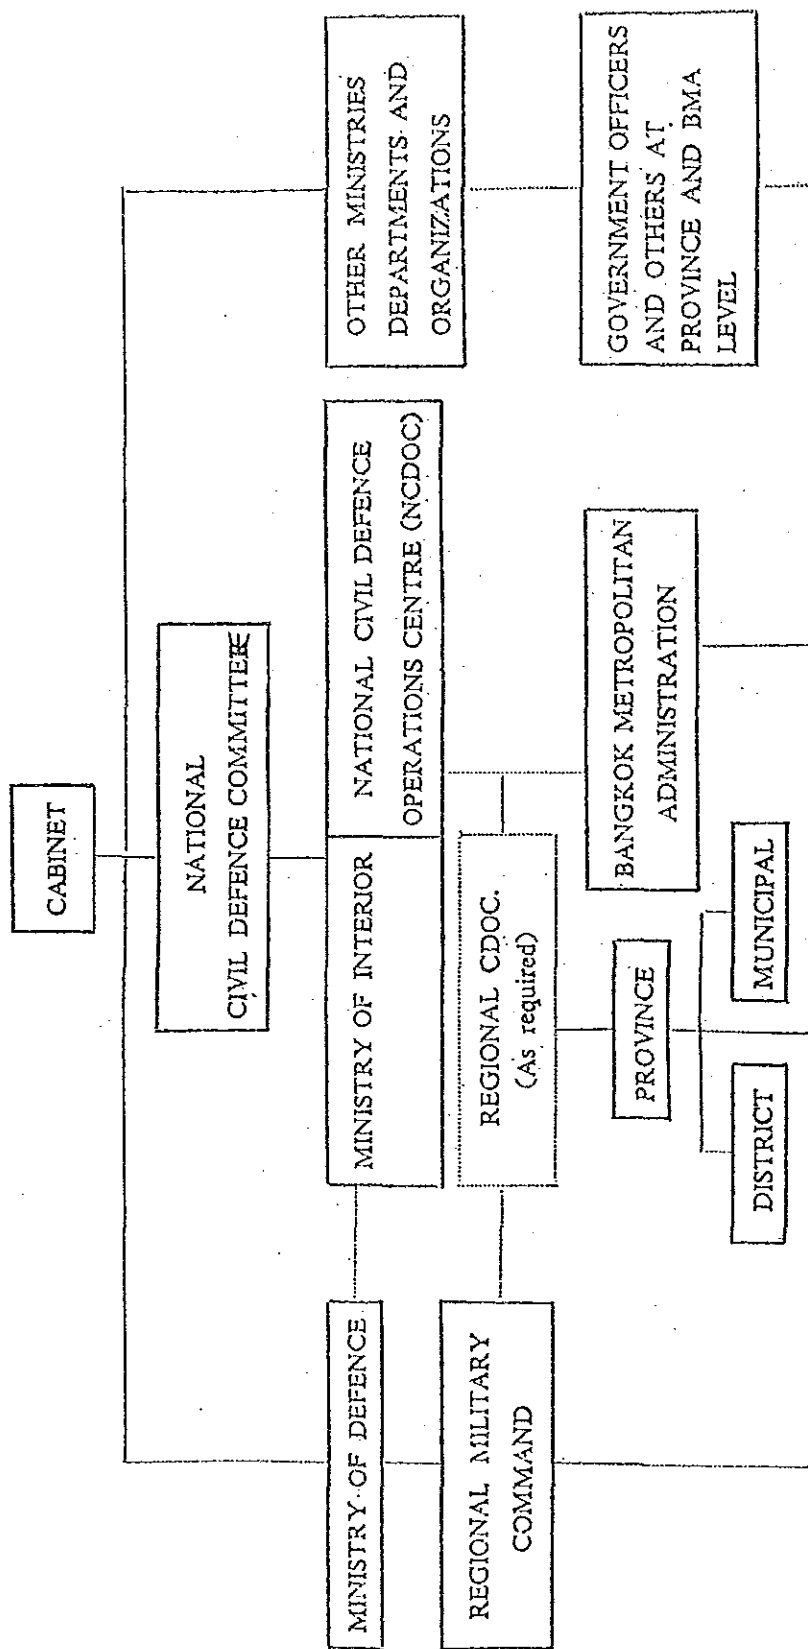 CABINET
NATIONAL
CIVIL DEFENCE COMMITTEE
MINISTRY OF DEFENCE
MINISTRY OF INTERIOR
NATIONAL CIVIL DEFENCE
OPERATIONS CENTRE (NCDOC)
OTHER MINISTRIES
DEPARTMENTS AND
ORGANIZATIONS
REGIONAL MILITARY
COMMAND
REGIONAL CDOC.
(As required)
PROVINCE
BANGKOK METROPOLITAN
ADMINISTRATION
GOVERNMENT OFFICERS
AND OTHERS AT
PROVINCE AND BMA
LEVEL
DISTRICT
MUNICIPAL